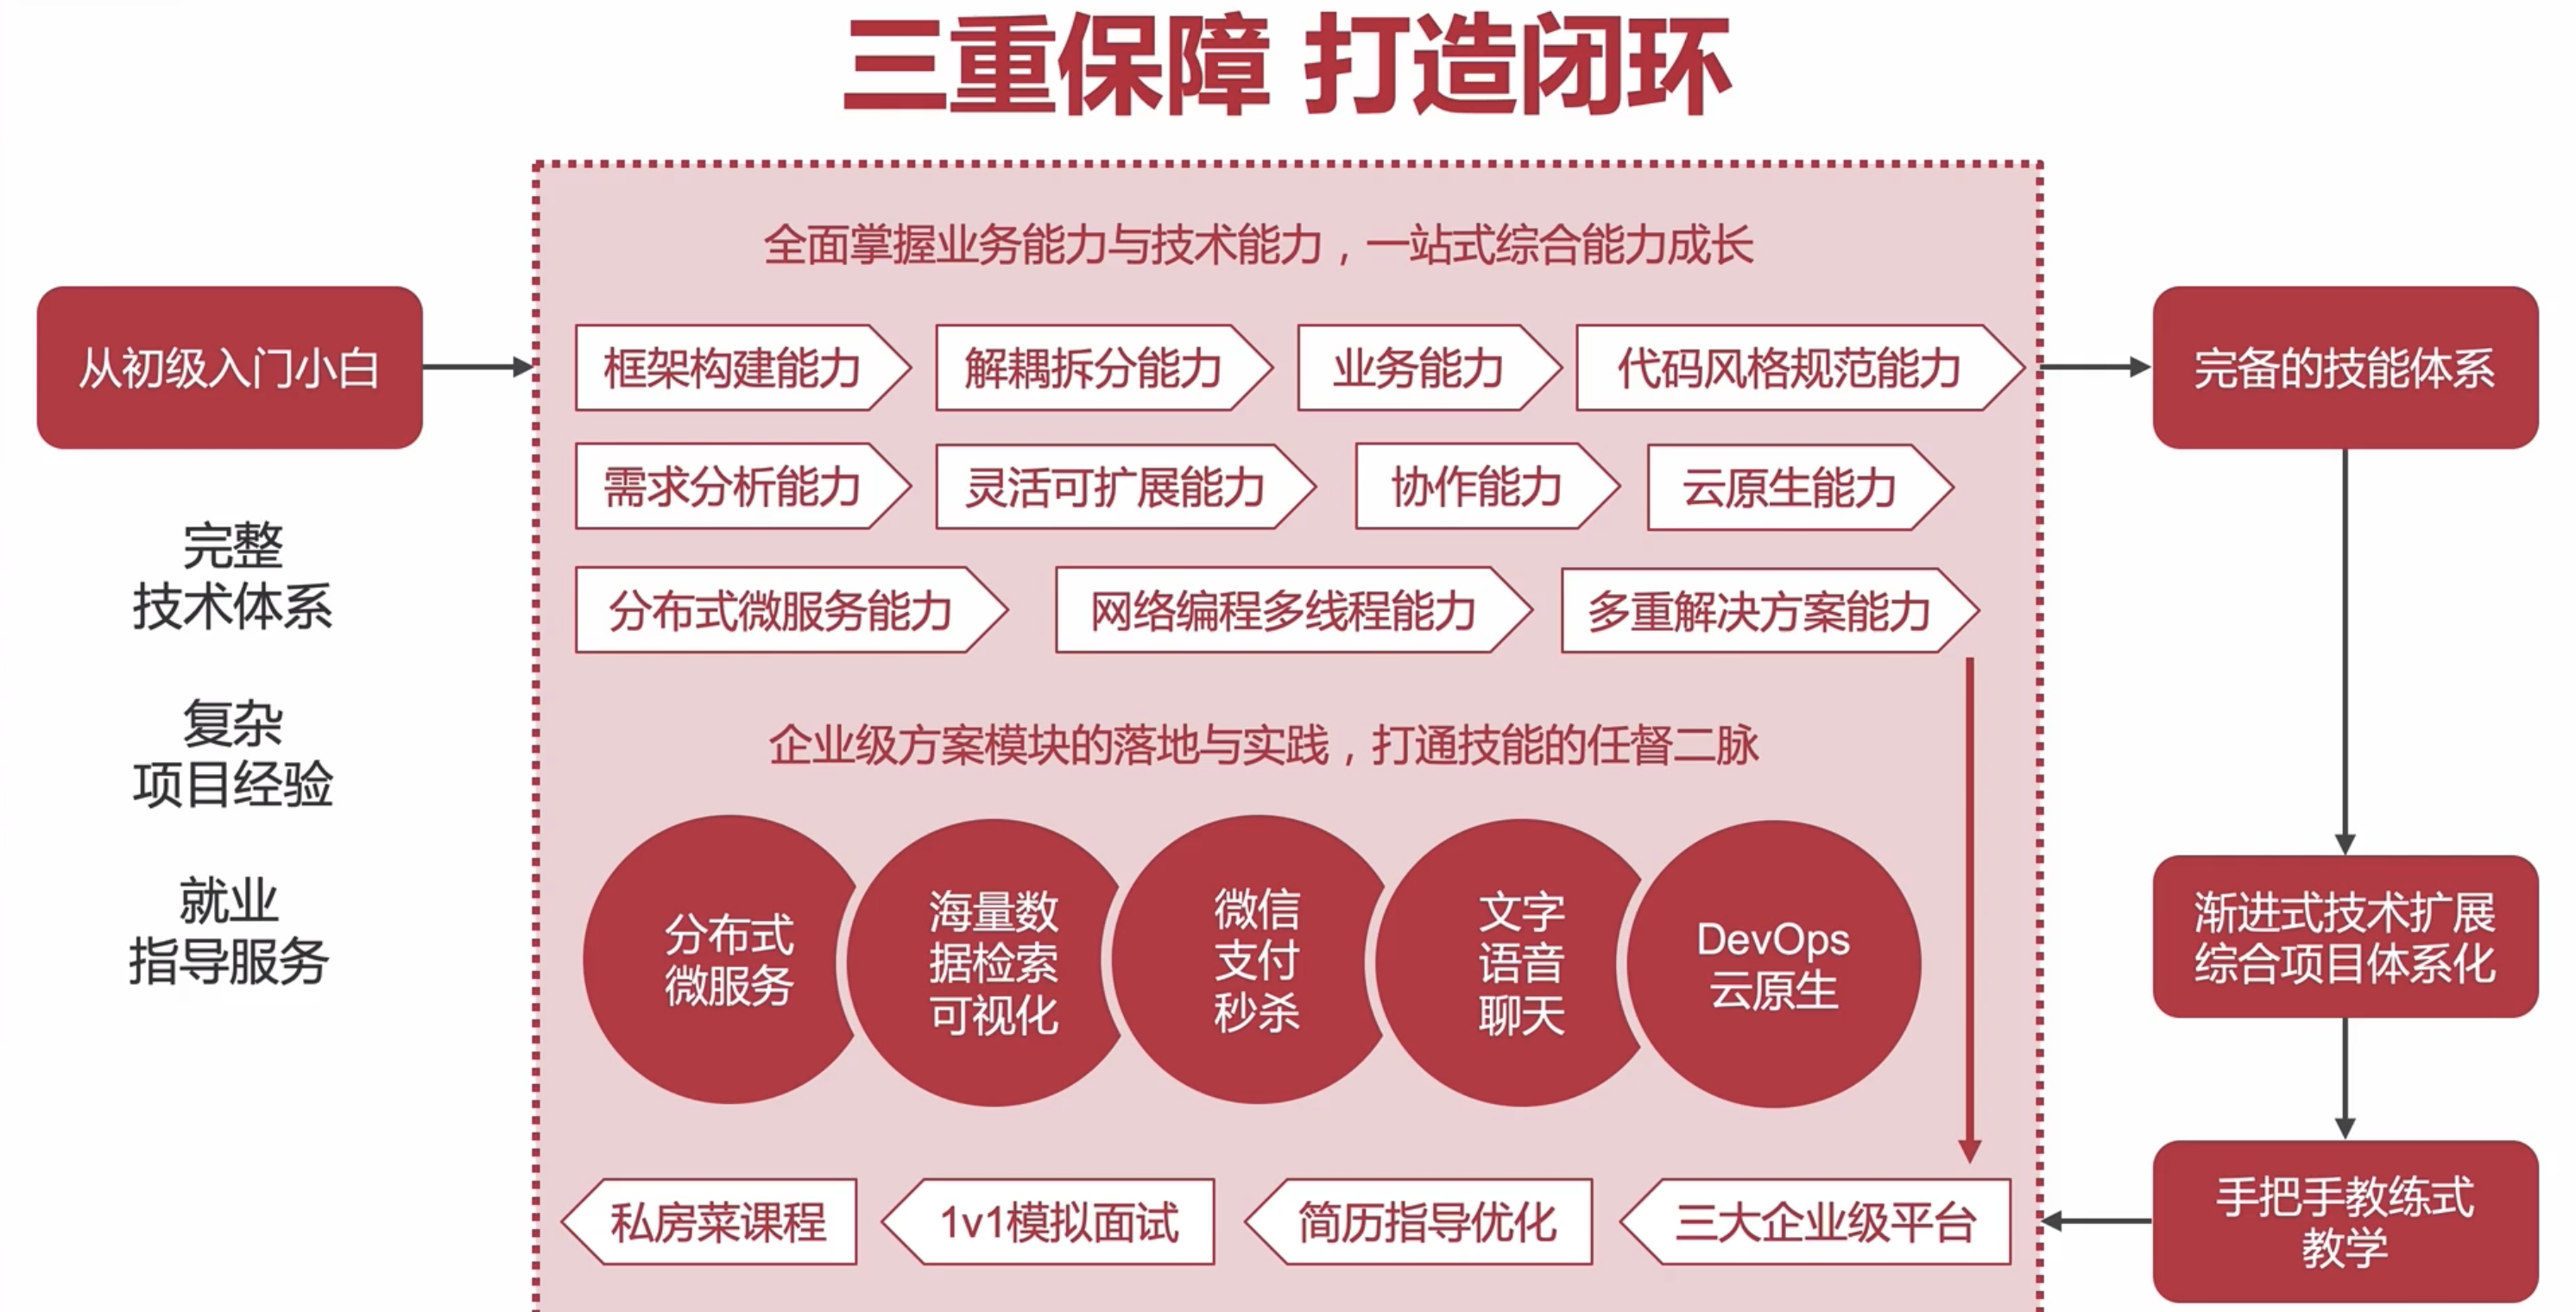 三重保障 打造闭环
全面掌握业务能力与技术能力，一站式综合能力成长
从初级入门小白
框架构建能力
解耦拆分能力
业务能力
代码风格规范能力
完备的技能体系
需求分析能力
灵活可扩展能力
协作能力
云原生能力
完整
技术体系
分布式微服务能力
网络编程多线程能力
多重解决方案能力
复杂
项目经验
企业级方案模块的落地与实践，打通技能的任督二脉
就业
指导服务
分布式
微服务
海量数
据检索
可视化
微信
支付
秒杀
文字
语音
聊天
DevOps
云原生
渐进式技术扩展
综合项目体系化
私房菜课程
1v1模拟面试
简历指导优化
三大企业级平台
手把手教练式
教学